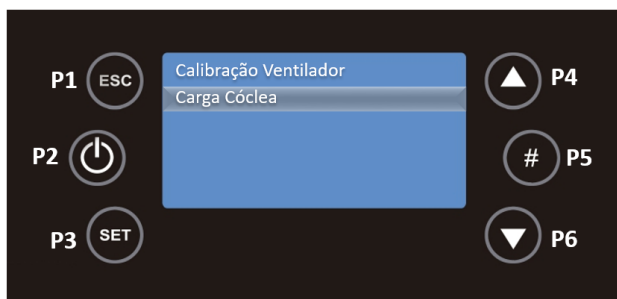 P1 ESC
Calibração Ventilador
Carga Cóclea
P4
P2
# P5
P3 SET
P6